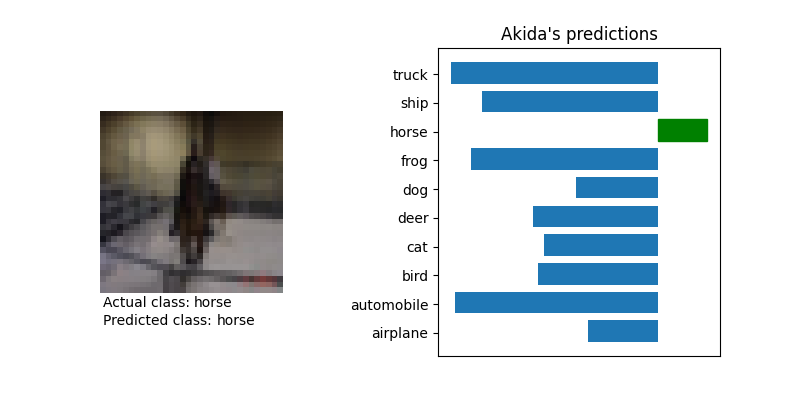 Akida's predictions
truck
ship
horse
frog
dog
deer
cat
bird
automobile
airplane
Actual class: horse
Predicted class: horse